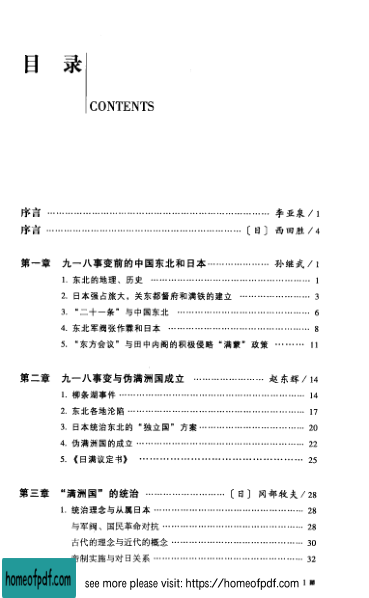 目 录
CONTENTS
序言 …………………………………………………… 李亚泉 / 1
序言 …………………………………………………… 〔日〕西田胜 / 4
第一章 九一八事变前的中国东北和日本 ……………… 孙继武 / 1
1. 东北的地理、历史 ……………………………………… 1
2. 日本强占旅大，关东都督府和满铁的建立 ……………… 3
3. “二十一条”与中国东北 ……………………………… 6
4. 东北军阀张作霖和日本 ………………………………… 8
5. “东方会议”与田中内阁的积极侵略“满蒙”政策 ……… 11
第二章 九一八事变与伪满洲国成立 …………………… 赵东辉 / 14
1. 柳条湖事件 …………………………………………… 14
2. 东北各地沦陷 ………………………………………… 17
3. 日本统治东北的“独立国”方案 ……………………… 20
4. 伪满洲国的成立 ……………………………………… 22
5. 《日满议定书》 ………………………………………… 25
第三章 “满洲国”的统治 …………………… 〔日〕冈部牧夫 / 28
1. 统治理念与从属日本 ………………………………… 28
与军阀、国民革命对抗 ………………………………… 28
古代的理念与近代的概念 ……………………………… 30
帝制实施与对日关系 …………………………………… 32
homeofpdf.com
see more please visit: https://homeofpdf.com
1